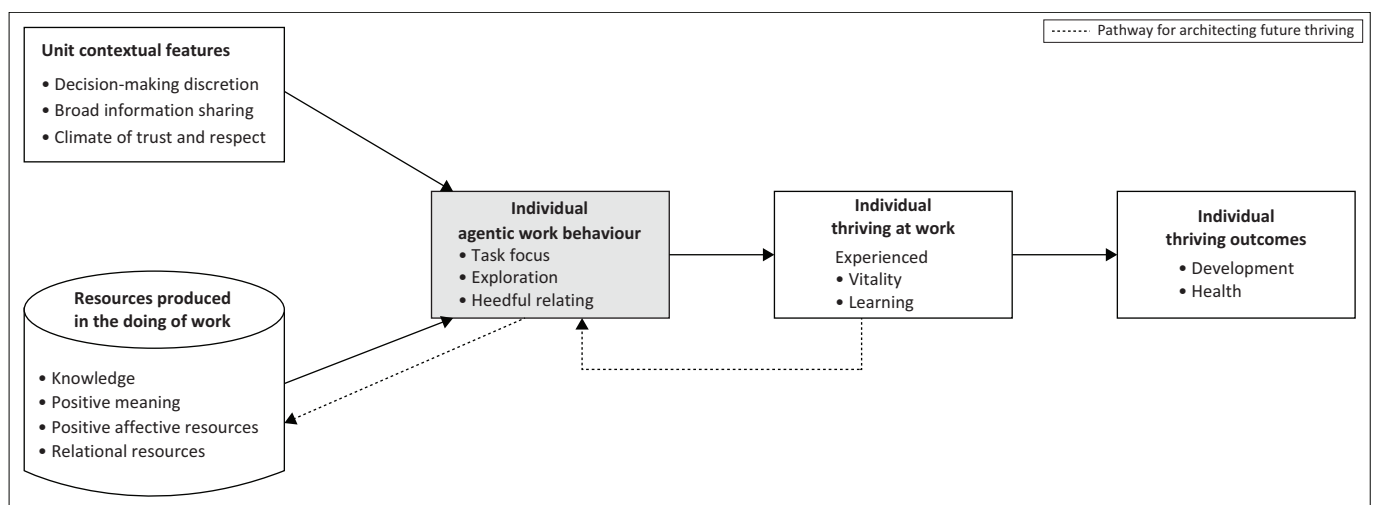 Pathway for architecting future thriving
Unit contextual features
• Decision-making discretion
• Broad information sharing
• Climate of trust and respect
Individual
agentic work behaviour
• Task focus
• Exploration
• Heedful relating
Individual
thriving at work
Experienced
• Vitality
• Learning
Individual
thriving outcomes
• Development
• Health
Resources produced
in the doing of work
• Knowledge
• Positive meaning
• Positive affective resources
• Relational resources